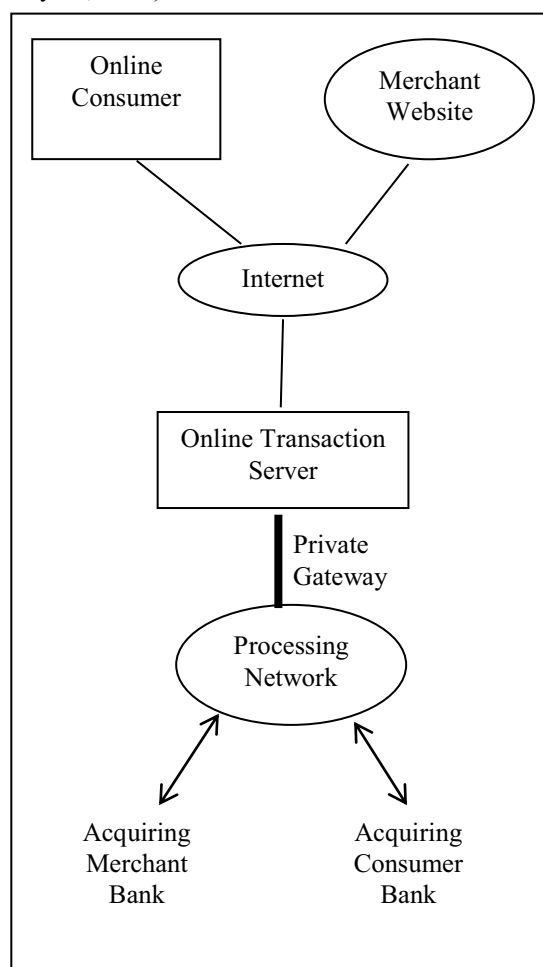 Online
Consumer
Merchant
Website
Internet
Online Transaction
Server
Private
Gateway
Processing
Network
Acquiring
Merchant
Bank
Acquiring
Consumer
Bank